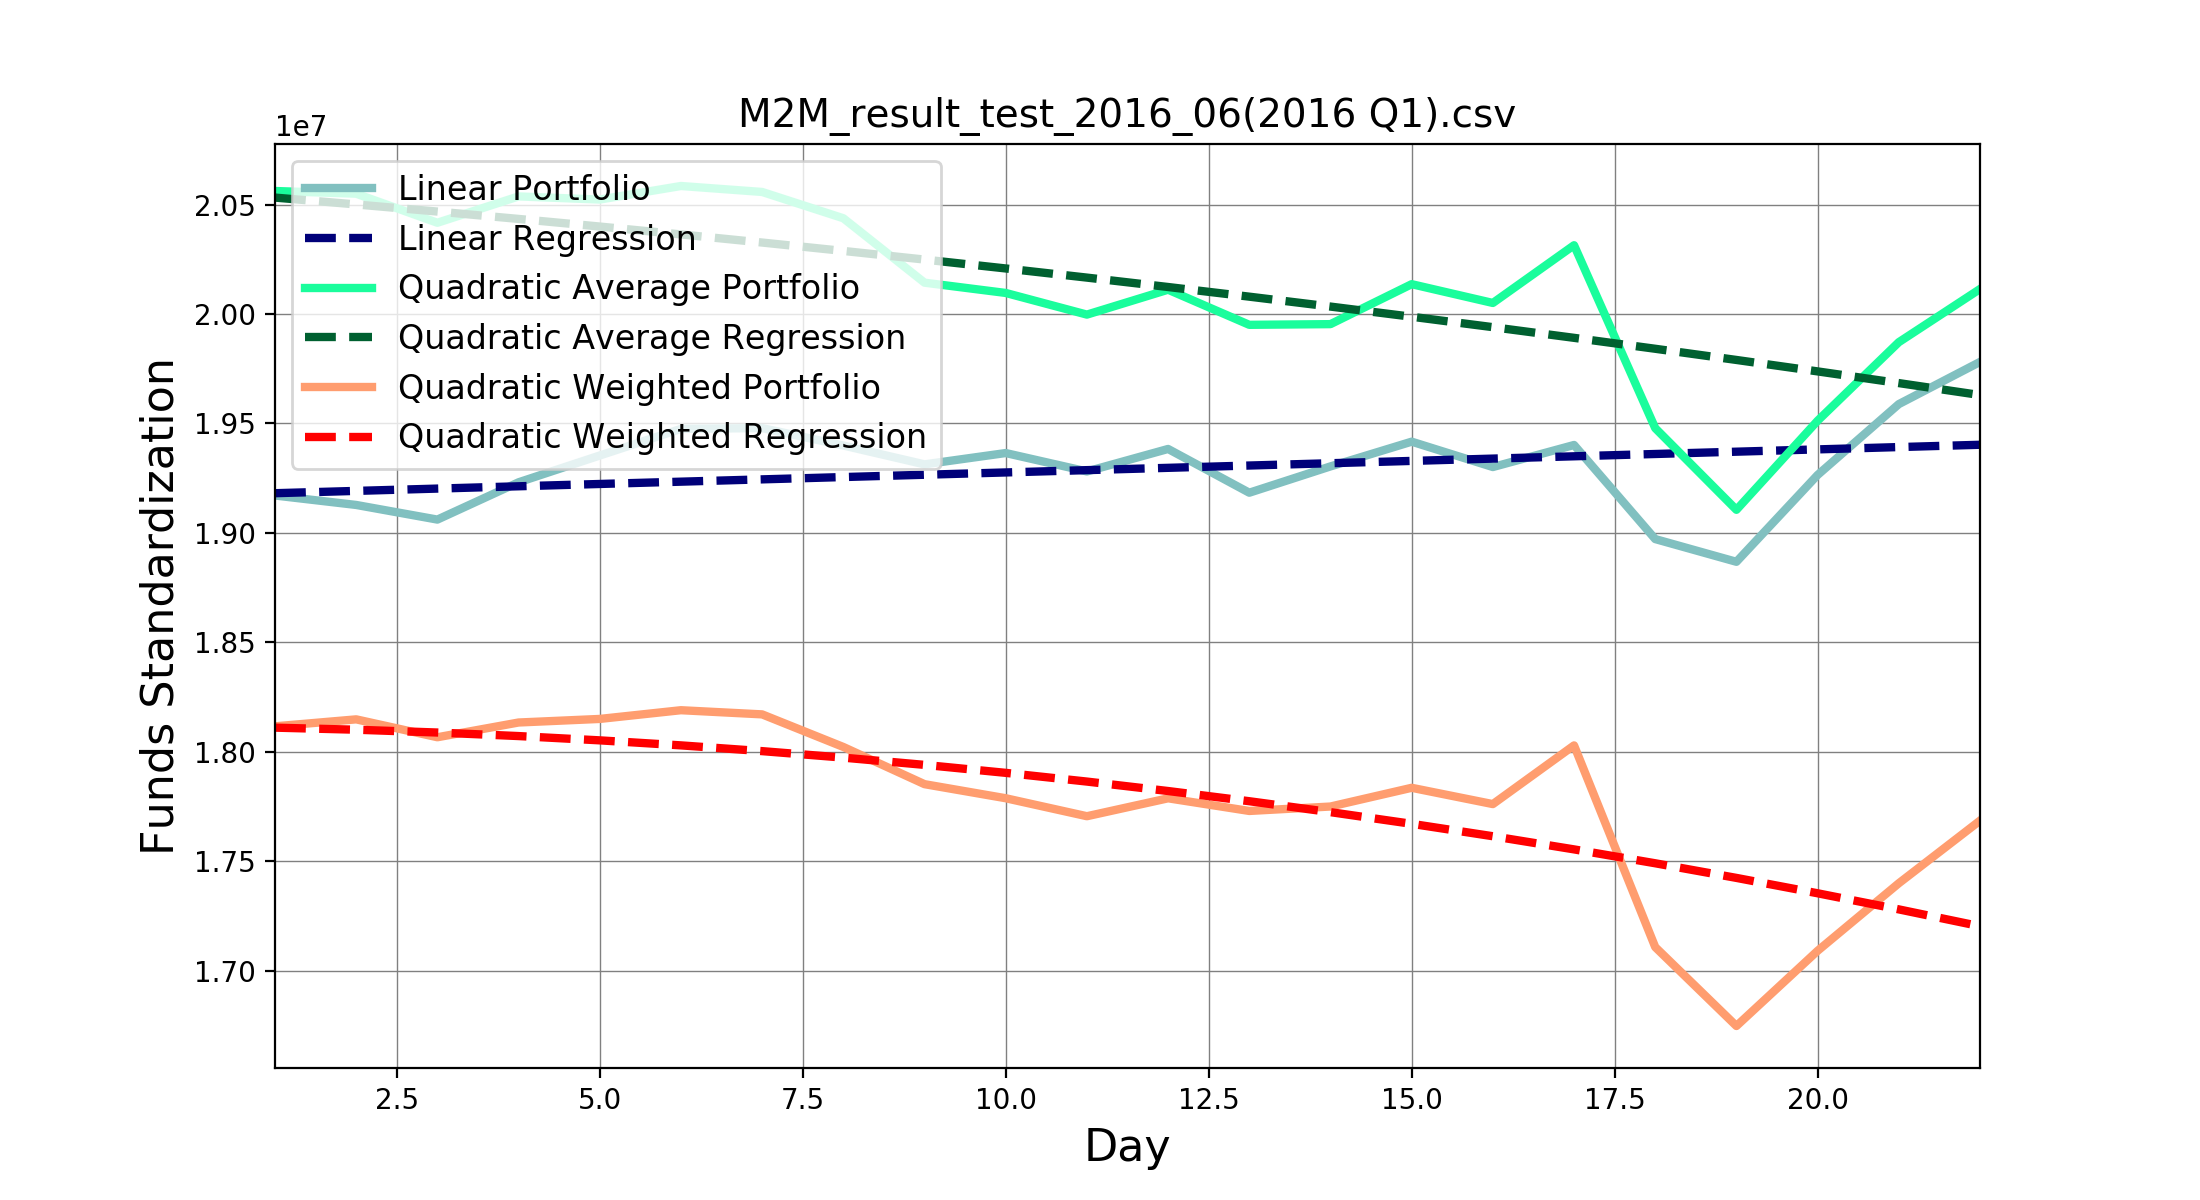 M2M_result_test_2016_06(2016 Q1).csv
1e7
Linear Portfolio
Linear Regression
Quadratic Average Portfolio
Quadratic Average Regression
Quadratic Weighted Portfolio
Quadratic Weighted Regression
Funds Standardization
2.05
2.00
1.95
1.90
1.85
1.80
1.75
1.70
2.5 5.0 7.5 10.0 12.5 15.0 17.5 20.0
Day